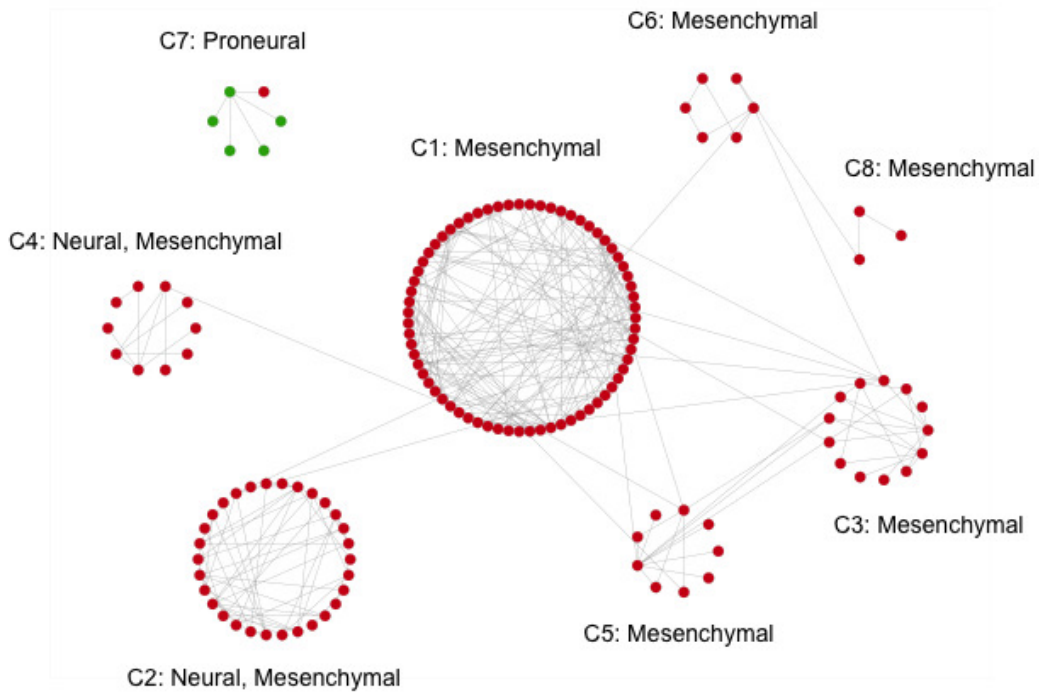 C6: Mesenchymal
C7: Proneural
C1: Mesenchymal
C8: Mesenchymal
C4: Neural, Mesenchymal
C3: Mesenchymal
C5: Mesenchymal
C2: Neural, Mesenchymal